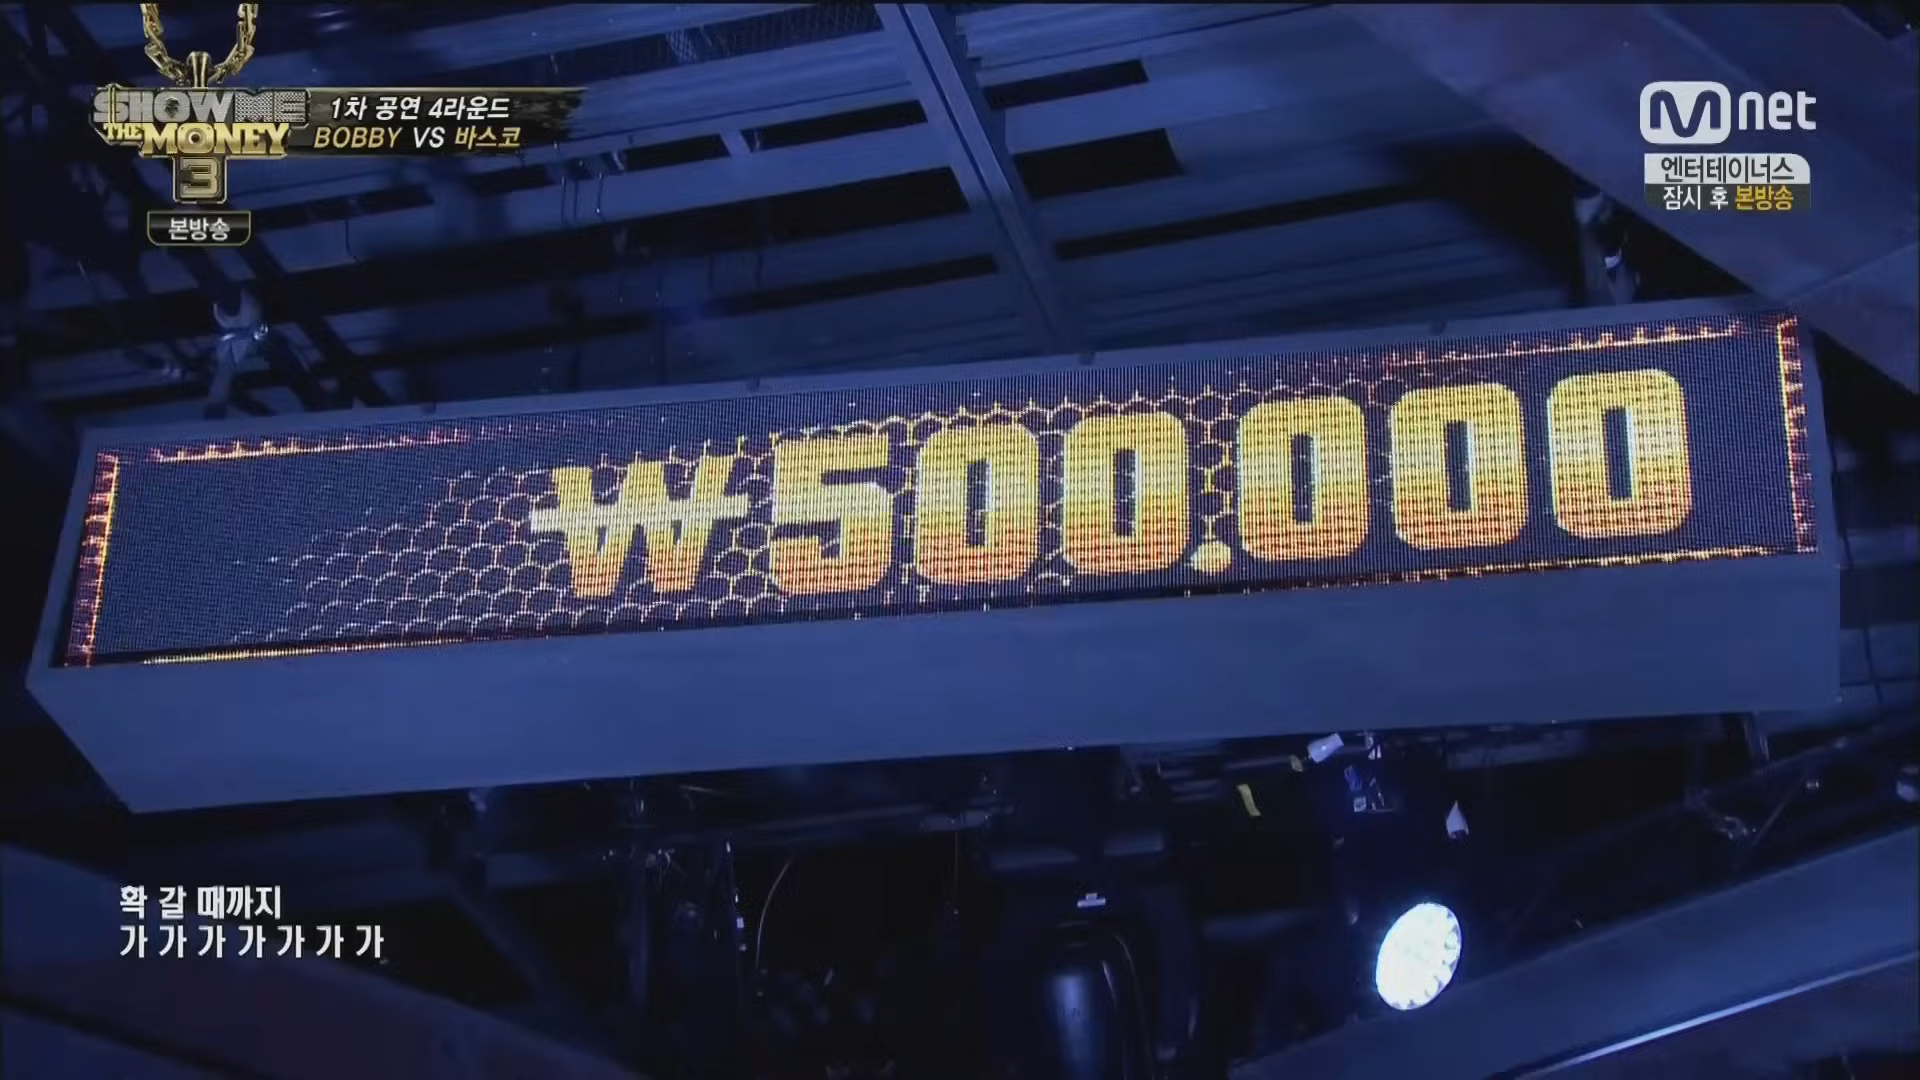 SHOW ME
THE MONEY
3
1차 공연 4라운드
BOBBY VS 바스코
본방송
Mnet
엔터테이너스
잠시 후 본방송
₩500.000
확 갈 때까지
가 가 가 가 가 가 가